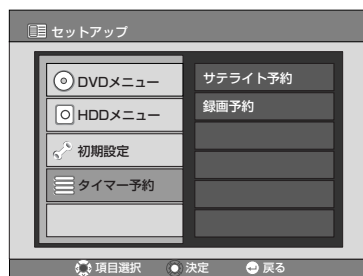 セットアップ
DVDメニュー
HDDメニュー
初期設定
タイマー予約
サテライト予約
録画予約
項目選択 決定 戻る